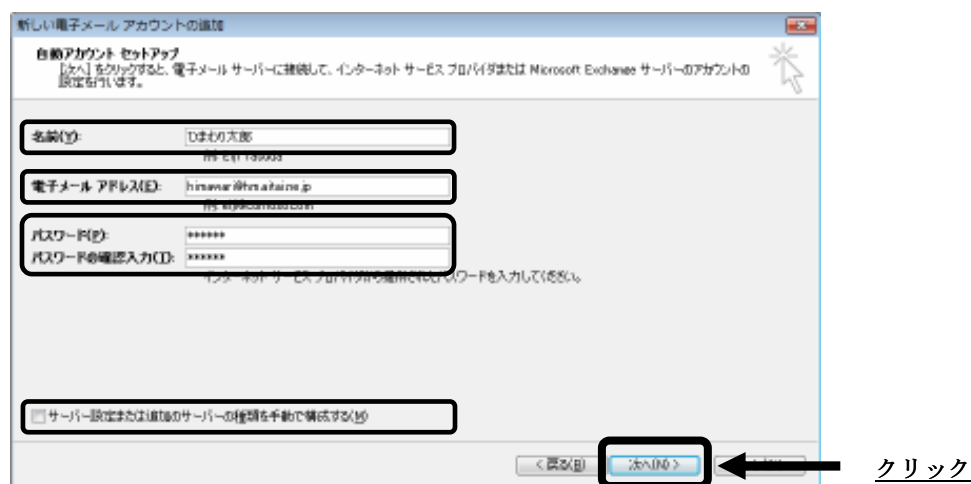 新しい電子メール アカウントの追加
自動アカウント セットアップ
[次へ] をクリックすると、電子メール サーバーに接続して、インターネット サービス プロバイダまたは Microsoft Exchange サーバーのアカウントの
設定を行います。
名前(Y): ひまわり太郎
電子メール アドレス(E):
パスワード(P): ******
パスワードの確認入力(T): ******
インターネット サービス プロバイダから提供されたパスワードを入力してください。
サーバー設定または追加のサーバーの種類を手動で構成する(M)
< 戻る(B) 次へ(N) >
クリック